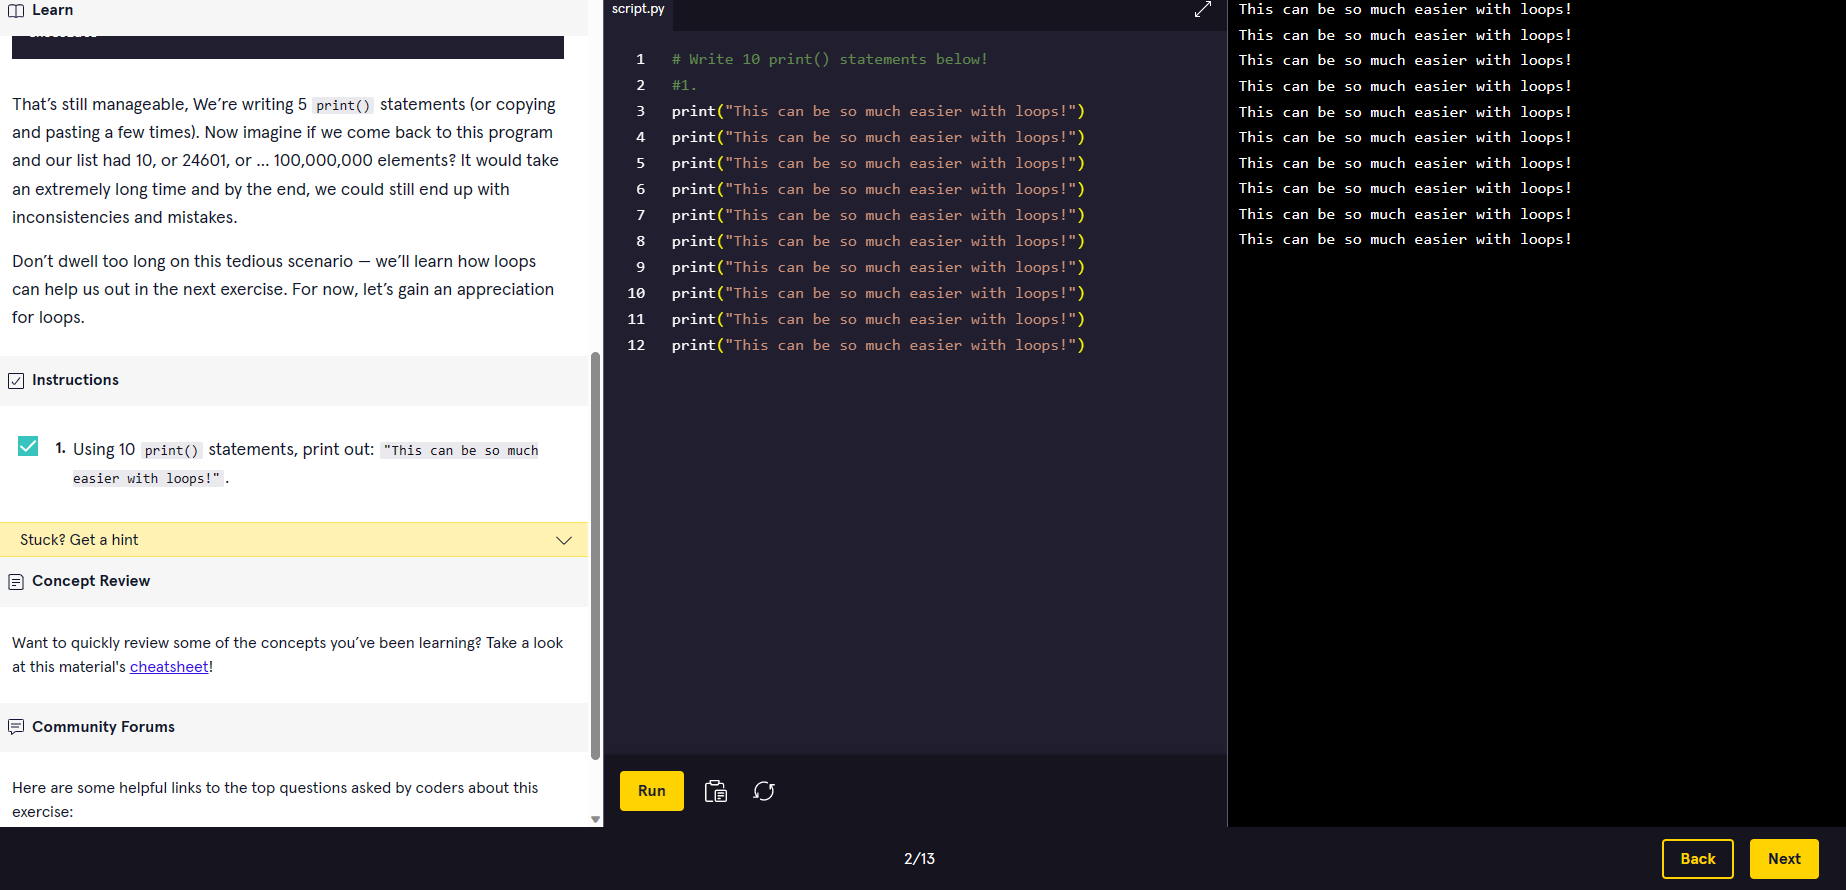 Learn
That’s still manageable, We’re writing 5 print() statements (or copying
and pasting a few times). Now imagine if we come back to this program
and our list had 10, or 24601, or … 100,000,000 elements? It would take
an extremely long time and by the end, we could still end up with
inconsistencies and mistakes.
Don’t dwell too long on this tedious scenario — we’ll learn how loops
can help us out in the next exercise. For now, let’s gain an appreciation
for loops.
Instructions
1. Using 10 print() statements, print out: "This can be so much
easier with loops!" .
Stuck? Get a hint
Concept Review
Want to quickly review some of the concepts you’ve been learning? Take a look
at this material's cheatsheet!
Community Forums
Here are some helpful links to the top questions asked by coders about this
exercise:
script.py
1 # Write 10 print() statements below!
2 #1.
3 print("This can be so much easier with loops!")
4 print("This can be so much easier with loops!")
5 print("This can be so much easier with loops!")
6 print("This can be so much easier with loops!")
7 print("This can be so much easier with loops!")
8 print("This can be so much easier with loops!")
9 print("This can be so much easier with loops!")
10 print("This can be so much easier with loops!")
11 print("This can be so much easier with loops!")
12 print("This can be so much easier with loops!")
Run
This can be so much easier with loops!
This can be so much easier with loops!
This can be so much easier with loops!
This can be so much easier with loops!
This can be so much easier with loops!
This can be so much easier with loops!
This can be so much easier with loops!
This can be so much easier with loops!
This can be so much easier with loops!
This can be so much easier with loops!
2/13
Back
Next